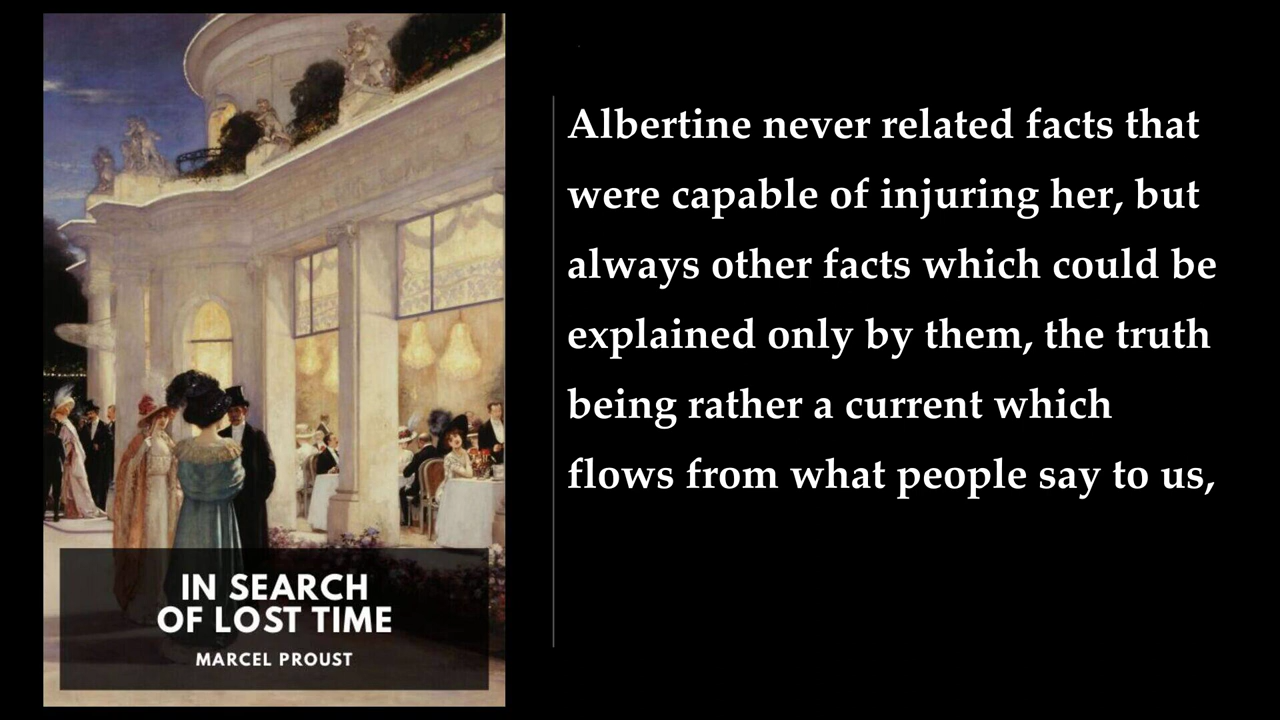 IN SEARCH
OF LOST TIME
MARCEL PROUST
Albertine never related facts that
were capable of injuring her, but
always other facts which could be
explained only by them, the truth
being rather a current which
flows from what people say to us,